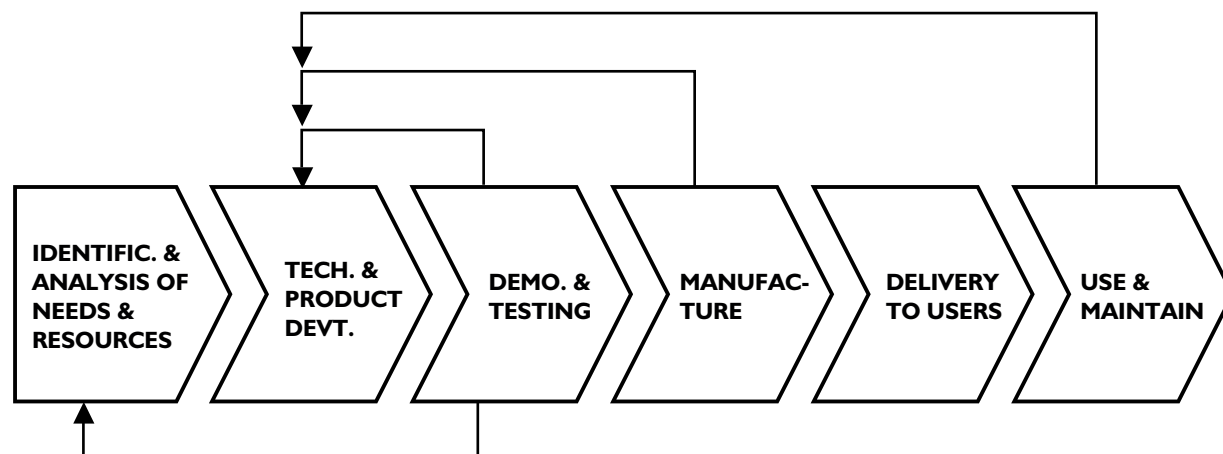 IDENTIFIC. &
ANALYSIS OF
NEEDS &
RESOURCES
TECH. &
PRODUCT
DEVT.
DEMO. &
TESTING
MANUFAC-
TURE
DELIVERY
TO USERS
USE &
MAINTAIN